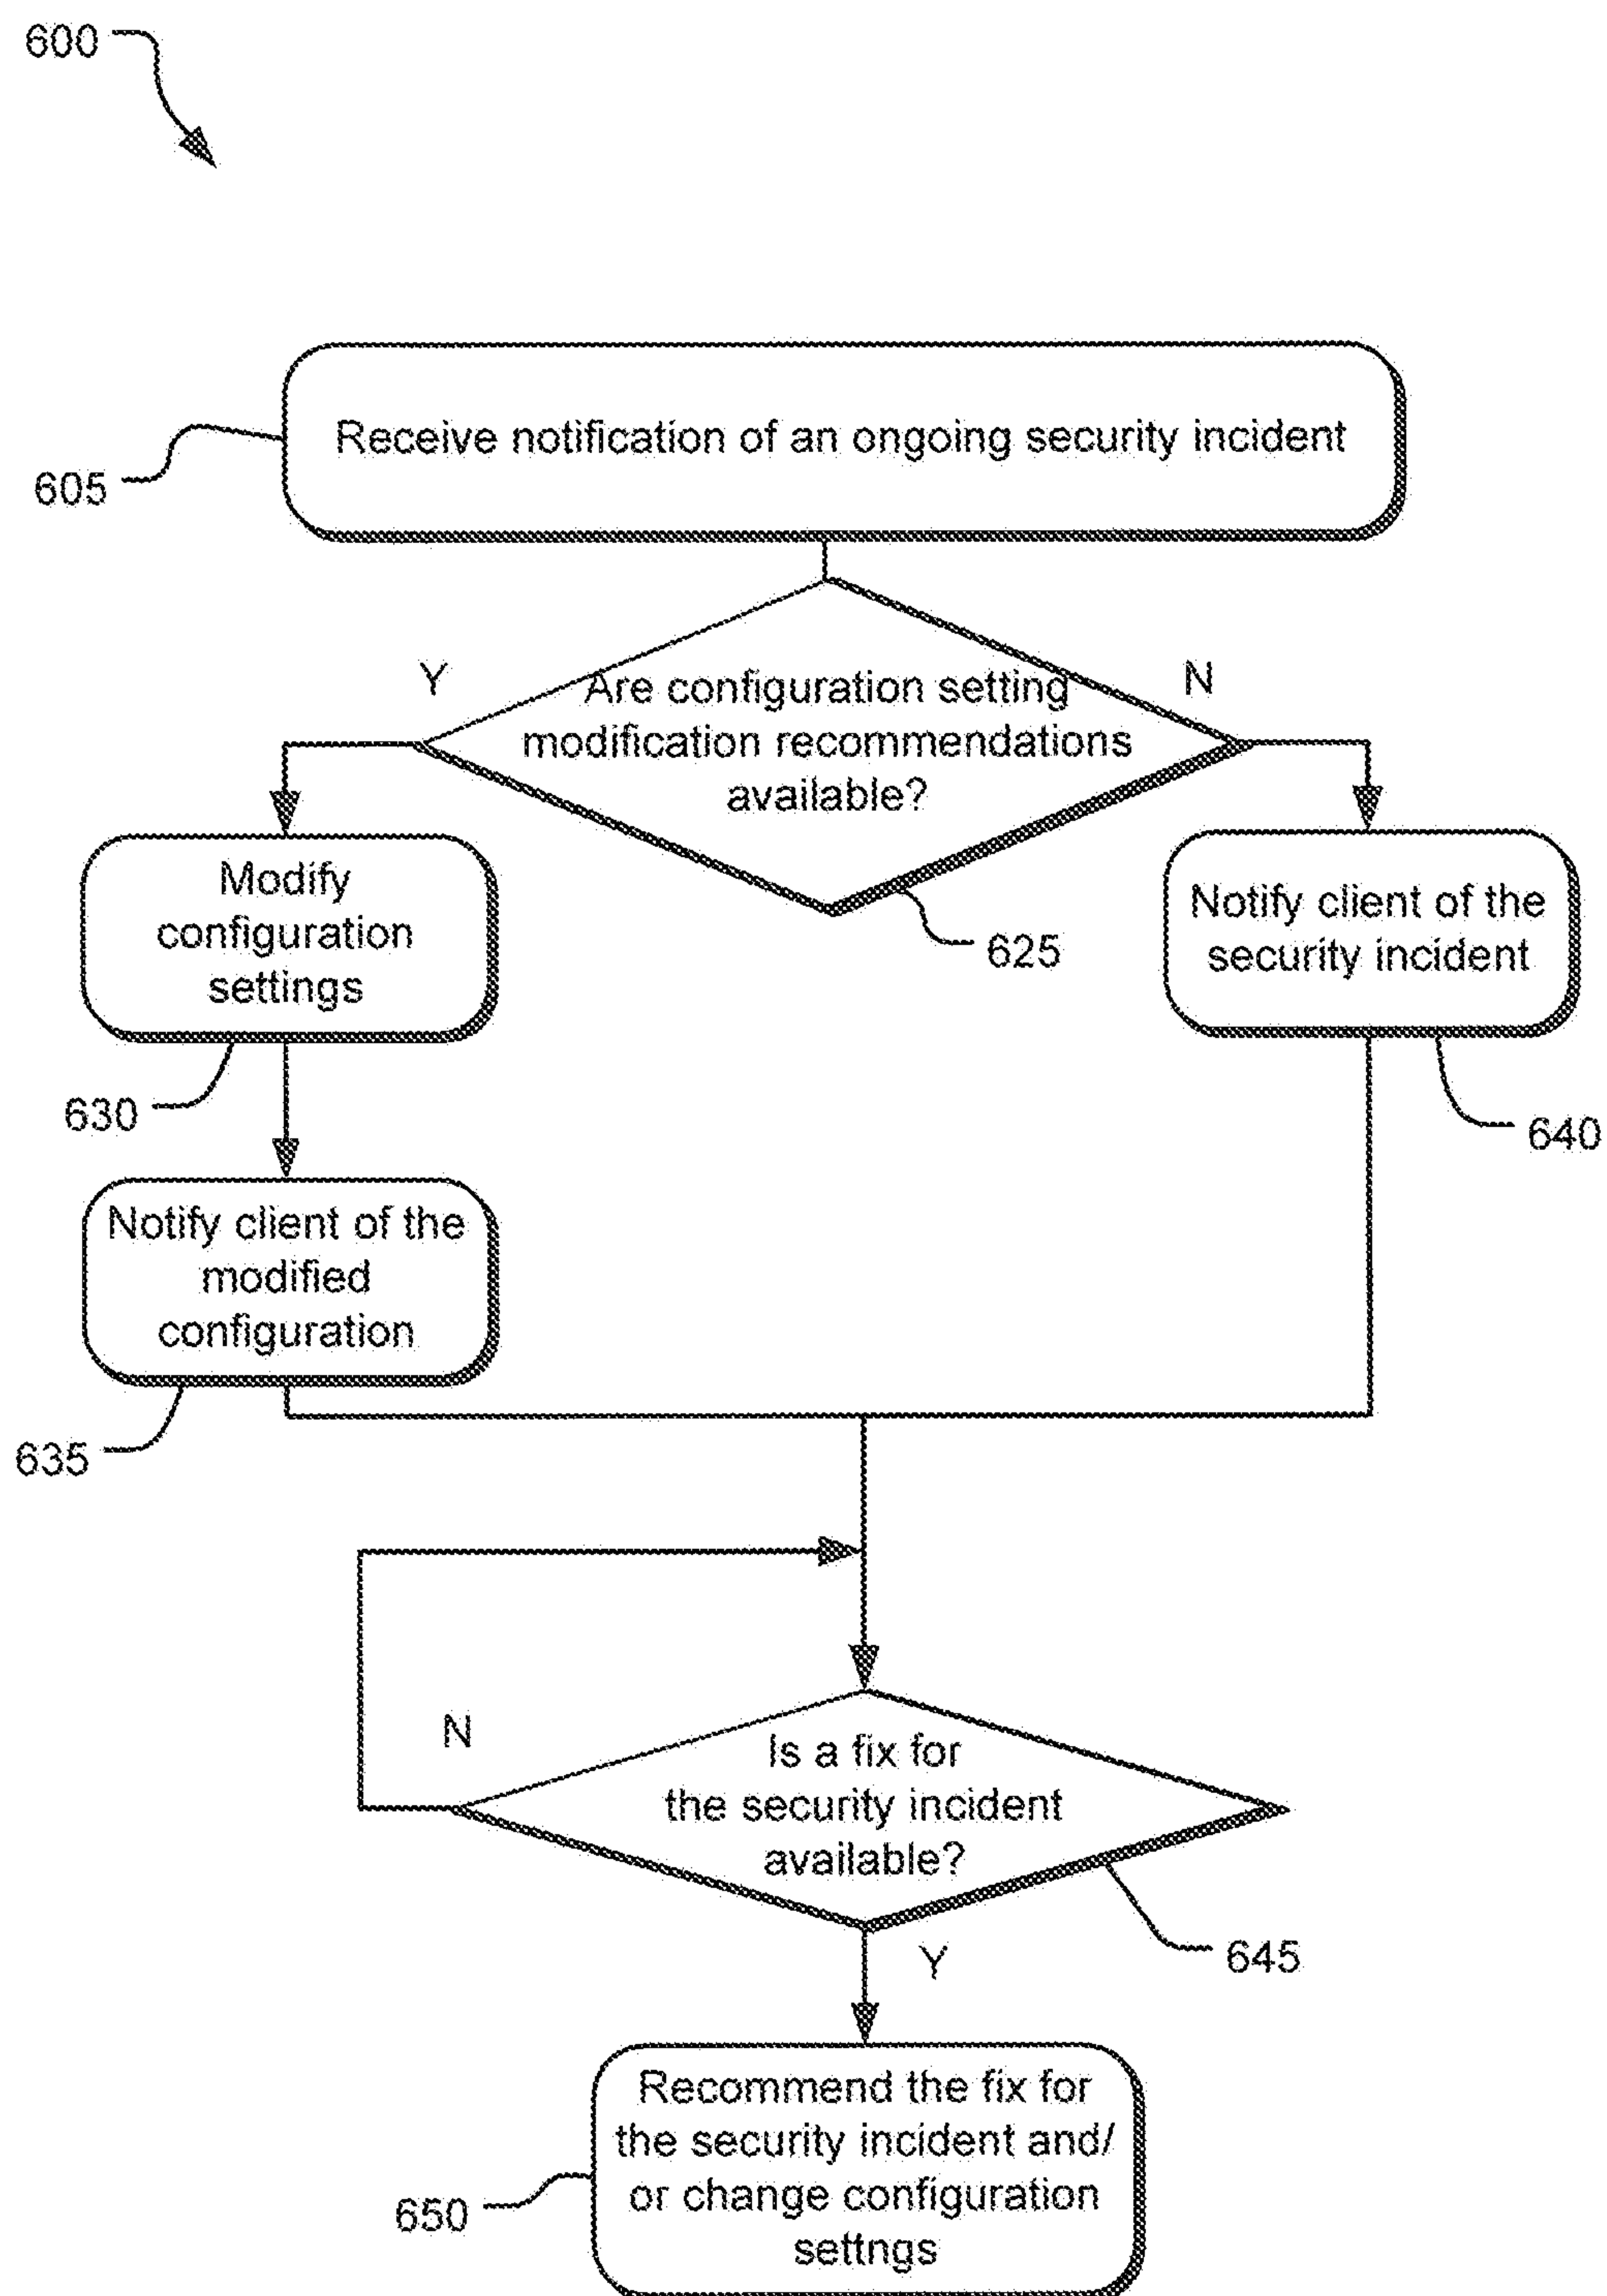 600
Receive notification of an ongoing security incident
605
Y
N
Are configuration setting
modification recommendations
available?
625
Modify
configuration
settings
630
Notify client of the
security incident
640
Notify client of the
modified
configuration
635
N
Is a fix for
the security incident
available?
645
Y
Recommend the fix for
the security incident and/
or change configuration
settngs
650